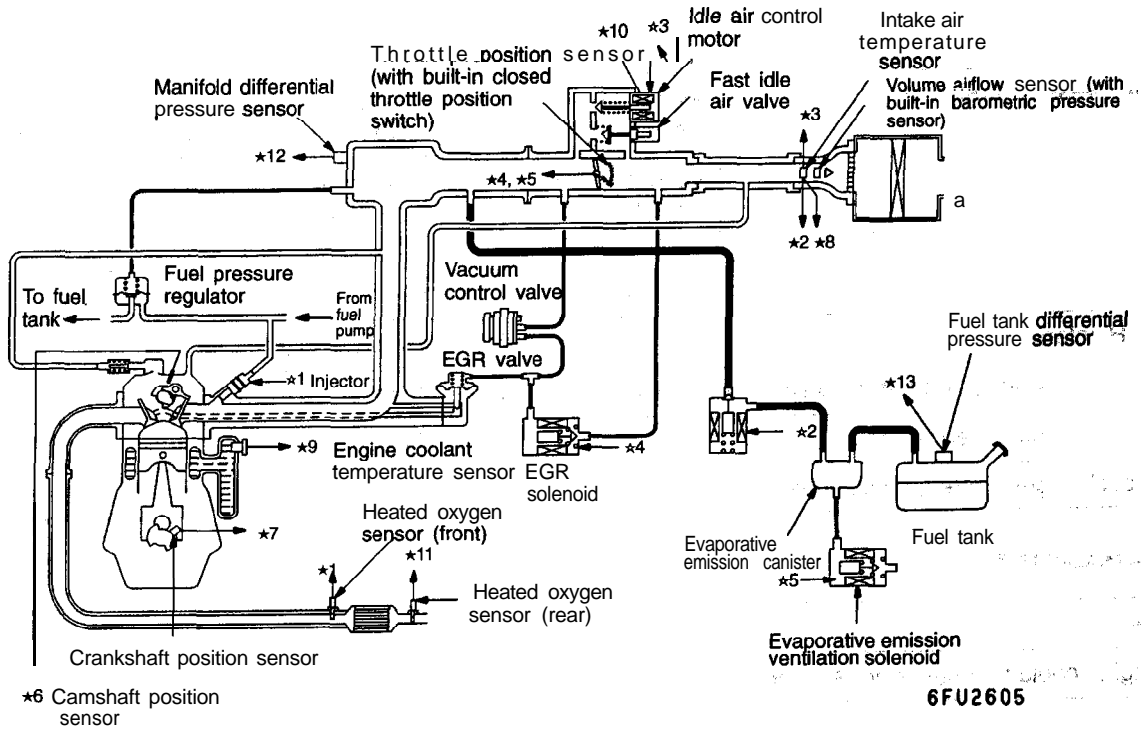 Idle air control
motor
★10
★3
Throttle position sensor
(with built-in closed
throttle position
switch)
Intake air
temperature
sensor
Manifold differential
pressure sensor
Fast idle
air valve
Volume airflow sensor (with
built-in barometric pressure
sensor)
★3
★12
★4, ★5
a
★2 ★8
Fuel pressure
regulator
To fuel
tank
From
fuel
pump
Vacuum
control valve
Fuel tank differential
pressure sensor
EGR valve
☆1 Injector
★13
★9
Engine coolant
temperature sensor
★4
EGR
solenoid
★2
★7
Heated oxygen
sensor (front)
★11
★1
Evaporative
emission canister
★5
Fuel tank
Heated oxygen
sensor (rear)
Crankshaft position sensor
Evaporative emission
ventilation solenoid
★6 Camshaft position
sensor
6FU2605